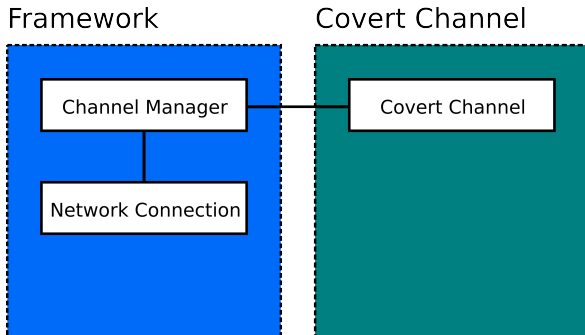 Framework
Covert Channel
Channel Manager
Covert Channel
Network Connection